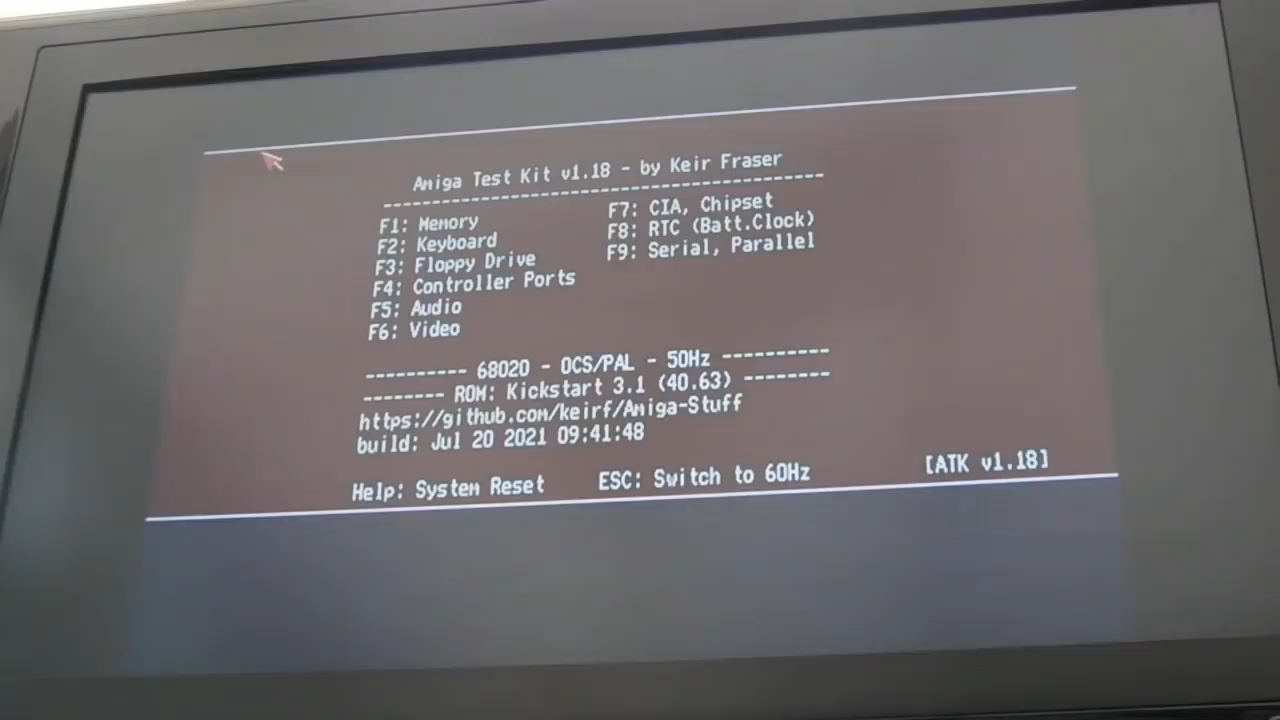 Amiga Test Kit v1.18 - by Keir Fraser
------------------------------------------------
F1: Memory F7: CIA, Chipset
F2: Keyboard F8: RTC (Batt.Clock)
F3: Floppy Drive F9: Serial, Parallel
F4: Controller Ports
F5: Audio
F6: Video
---------- 68020 - OCS/PAL - 50Hz ----------
-------- ROM: Kickstart 3.1 (40.63) --------
https://github.com/keirf/Amiga-Stuff
build: Jul 20 2021 09:41:48
Help: System Reset ESC: Switch to 60Hz [ATK v1.18]